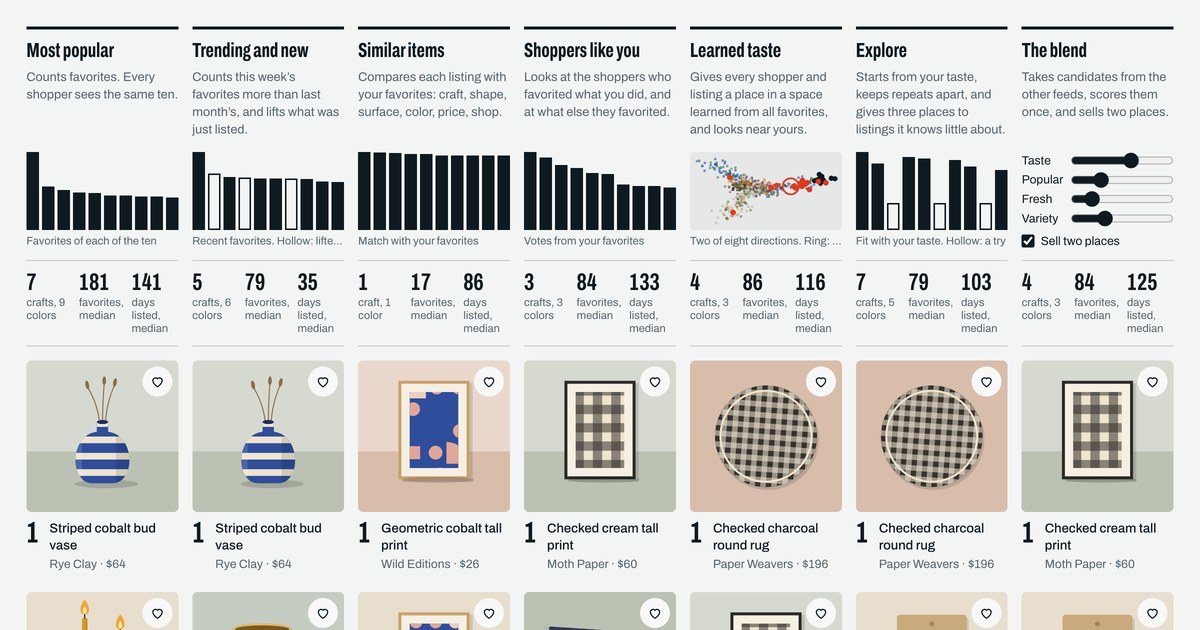 Most popular
Counts favorites. Every
shopper sees the same ten.
Favorites of each of the ten
7
crafts, 9
colors
181
favorites,
median
141
days
listed,
median
1
Striped cobalt bud
vase
Rye Clay · $64
Trending and new
Counts this week's
favorites more than last
month's, and lifts what was
just listed.
Recent favorites. Hollow: lifte...
5
crafts, 6
colors
79
favorites,
median
35
days
listed,
median
1
Striped cobalt bud
vase
Rye Clay · $64
Similar items
Compares each listing with
your favorites: craft, shape,
surface, color, price, shop.
Match with your favorites
1
craft, 1
color
17
favorites,
median
86
days
listed,
median
1
Geometric cobalt tall
print
Wild Editions · $26
Shoppers like you
Looks at the shoppers who
favorited what you did, and
at what else they favorited.
Votes from your favorites
3
crafts, 3
colors
84
favorites,
median
133
days
listed,
median
1
Checked cream tall
print
Moth Paper · $60
Learned taste
Gives every shopper and
listing a place in a space
learned from all favorites,
and looks near yours.
Two of eight directions. Ring: ...
4
crafts, 3
colors
86
favorites,
median
116
days
listed,
median
1
Checked charcoal
round rug
Paper Weavers · $196
Explore
Starts from your taste,
keeps repeats apart, and
gives three places to
listings it knows little about.
Fit with your taste. Hollow: a try
7
crafts, 5
colors
79
favorites,
median
103
days
listed,
median
1
Checked charcoal
round rug
Paper Weavers · $196
The blend
Takes candidates from the
other feeds, scores them
once, and sells two places.
Taste
Popular
Fresh
Variety
Sell two places
4
crafts, 3
colors
84
favorites,
median
125
days
listed,
median
1
Checked cream tall
print
Moth Paper · $60